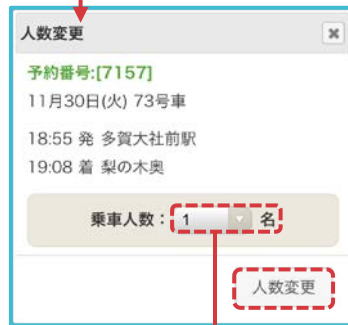 人数変更
予約番号:[7157]
11月30日(火) 73号車
18:55 発 多賀大社前駅
19:08 着 梨の木奥
乗車人数： 1 名
人数変更